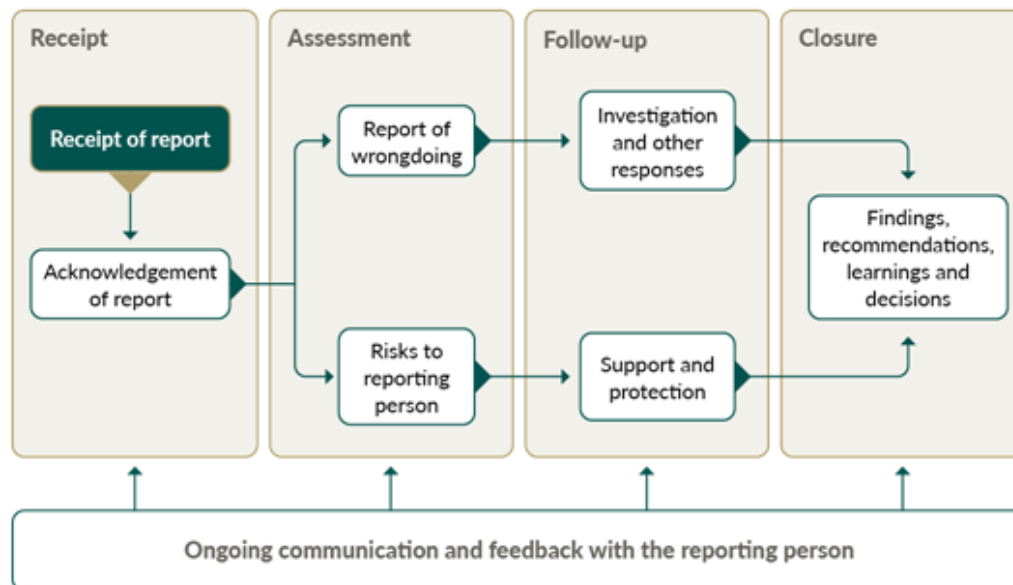 Receipt
Receipt of report
Acknowledgement
of report
Assessment
Report of
wrongdoing
Risks to
reporting
person
Follow-up
Investigation
and other
responses
Support and
protection
Closure
Findings,
recommendations,
learnings and
decisions
Ongoing communication and feedback with the reporting person